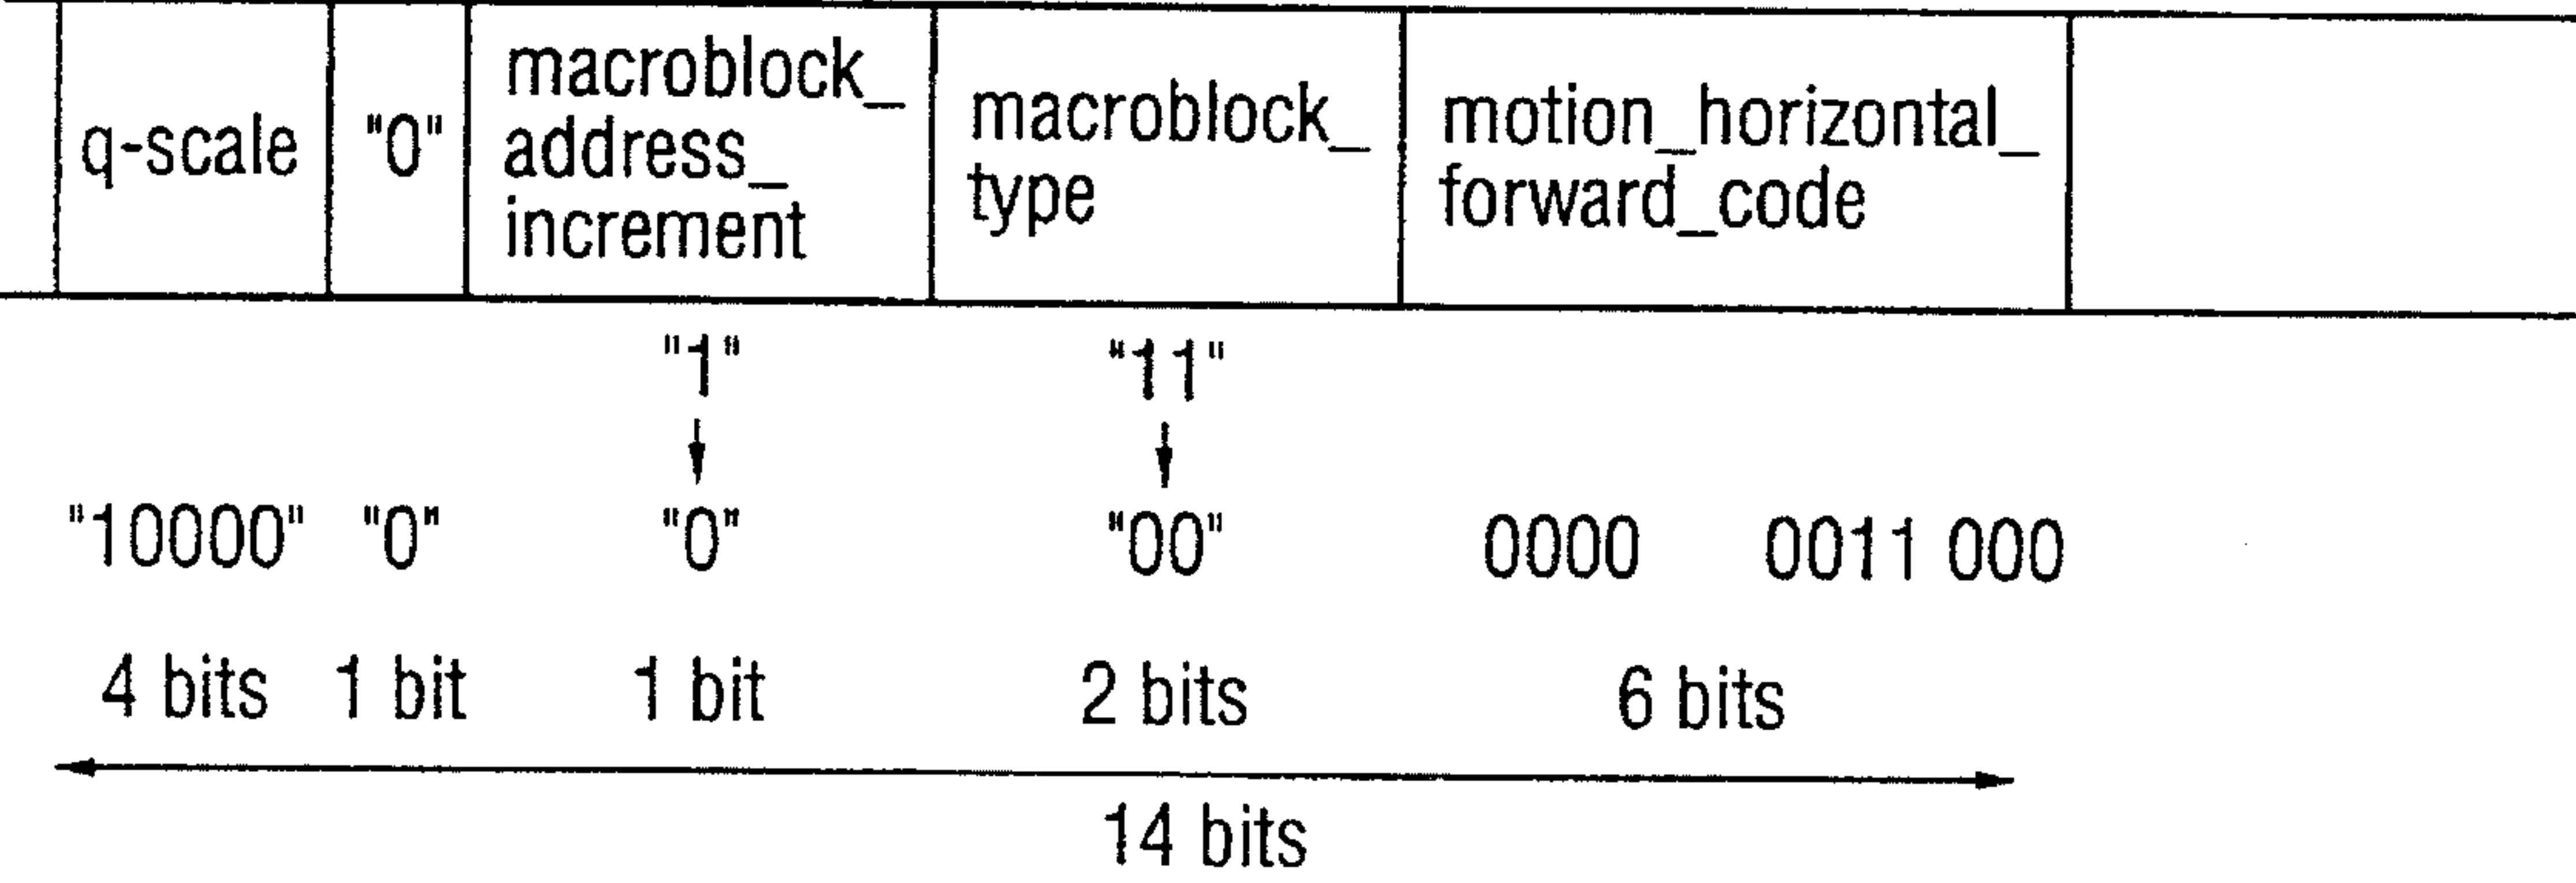 q-scale
"0"
macroblock_
address_
increment
macroblock_
type
motion_horizontal_
forward_code
"1"
"11"
"10000" "0" "0" "00" 0000 0011 000
4 bits 1 bit 1 bit 2 bits 6 bits
14 bits